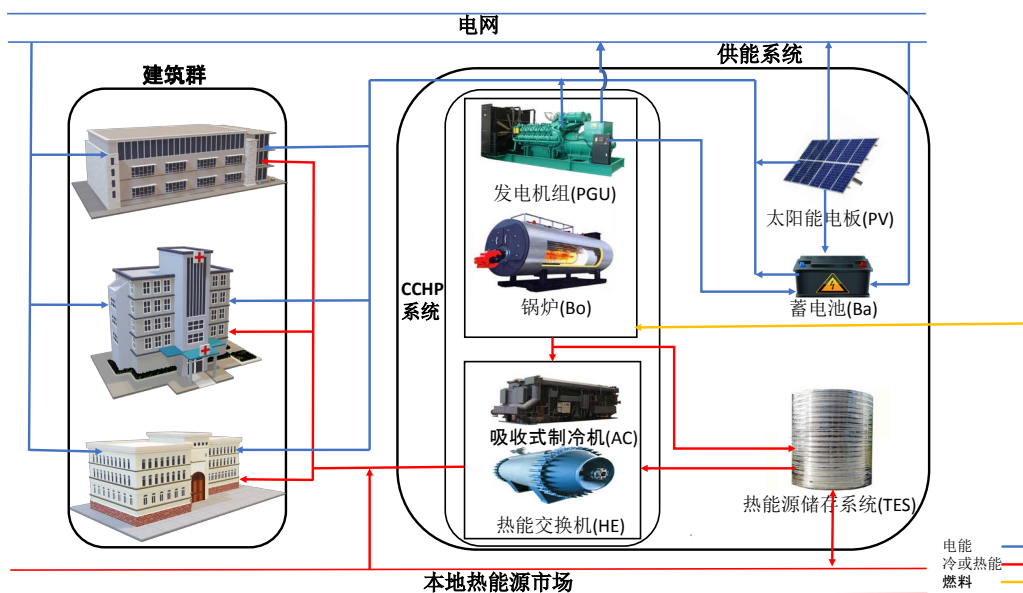 电网
供能系统
建筑群
发电机组(PGU)
太阳能电板(PV)
CCHP
系统
锅炉(Bo)
蓄电池(Ba)
吸收式制冷机(AC)
热能交换机(HE)
热能源储存系统(TES)
本地热能源市场
电能
冷或热能
燃料